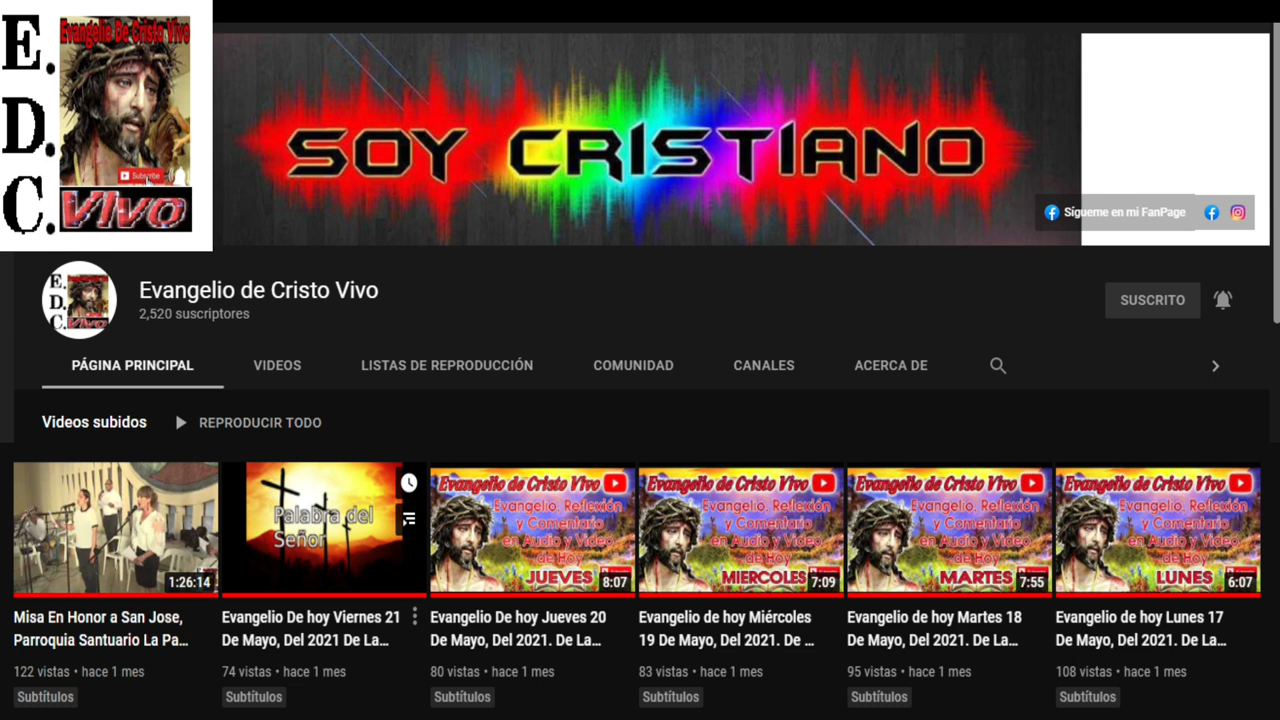 E.
D.
C.
Evangelio De Cristo Vivo
Subscribe
Vivo
SOY CRISTIANO
Sígueme en mi FanPage
E.
D.
C.
Vivo
Evangelio de Cristo Vivo
2,520 suscriptores
SUSCRITO
PÁGINA PRINCIPAL VIDEOS LISTAS DE REPRODUCCIÓN COMUNIDAD CANALES ACERCA DE
Videos subidos REPRODUCIR TODO
1:26:14
Misa En Honor a San Jose,
Parroquia Santuario La Pa...
122 vistas • hace 1 mes
Subtítulos
Palabra del
Señor
Evangelio De hoy Viernes 21
De Mayo, Del 2021 De La...
74 vistas • hace 1 mes
Subtítulos
Evangelio de Cristo Vivo
Evangelio, Reflexión
y Comentario
en Audio y Video
de Hoy
JUEVES 8:07
Evangelio De hoy Jueves 20
De Mayo, Del 2021. De La...
80 vistas • hace 1 mes
Subtítulos
Evangelio de Cristo Vivo
Evangelio, Reflexión
y Comentario
en Audio y Video
de Hoy
MIERCOLES 7:09
Evangelio de hoy Miércoles
19 De Mayo, Del 2021. De ...
83 vistas • hace 1 mes
Subtítulos
Evangelio de Cristo Vivo
Evangelio, Reflexión
y Comentario
en Audio y Video
de Hoy
MARTES 7:55
Evangelio de hoy Martes 18
De Mayo, Del 2021. De La...
95 vistas • hace 1 mes
Subtítulos
Evangelio de Cristo Vivo
Evangelio, Reflexión
y Comentario
en Audio y Video
de Hoy
LUNES 6:07
Evangelio de hoy Lunes 17
De Mayo, Del 2021. De La...
108 vistas • hace 1 mes
Subtítulos